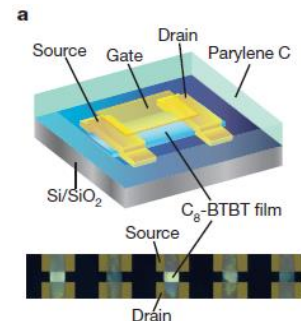 a
Drain
Parylene C
Gate
Source
Si/SiO₂
C₈-BTBT film
Source
Drain